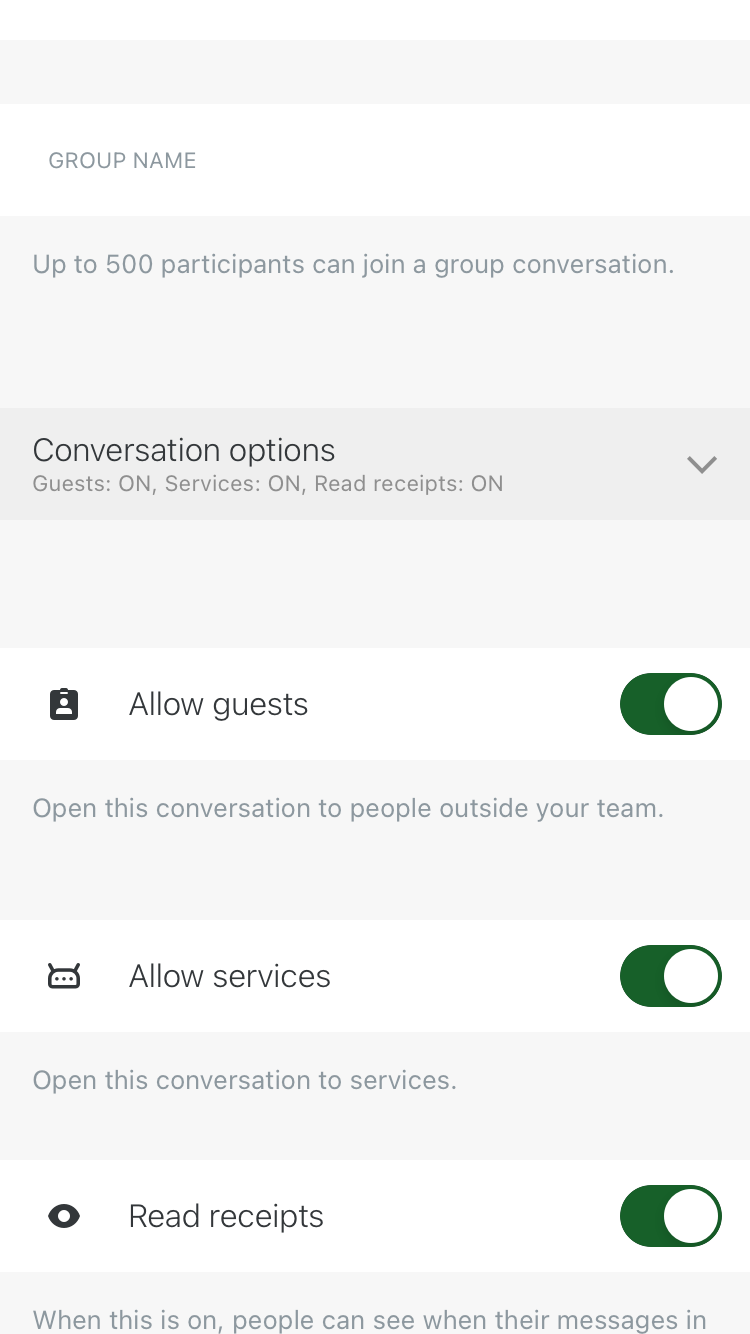 GROUP NAME
Up to 500 participants can join a group conversation.
Conversation options
Guests: ON, Services: ON, Read receipts: ON
Allow guests
Open this conversation to people outside your team.
Allow services
Open this conversation to services.
Read receipts
When this is on, people can see when their messages in